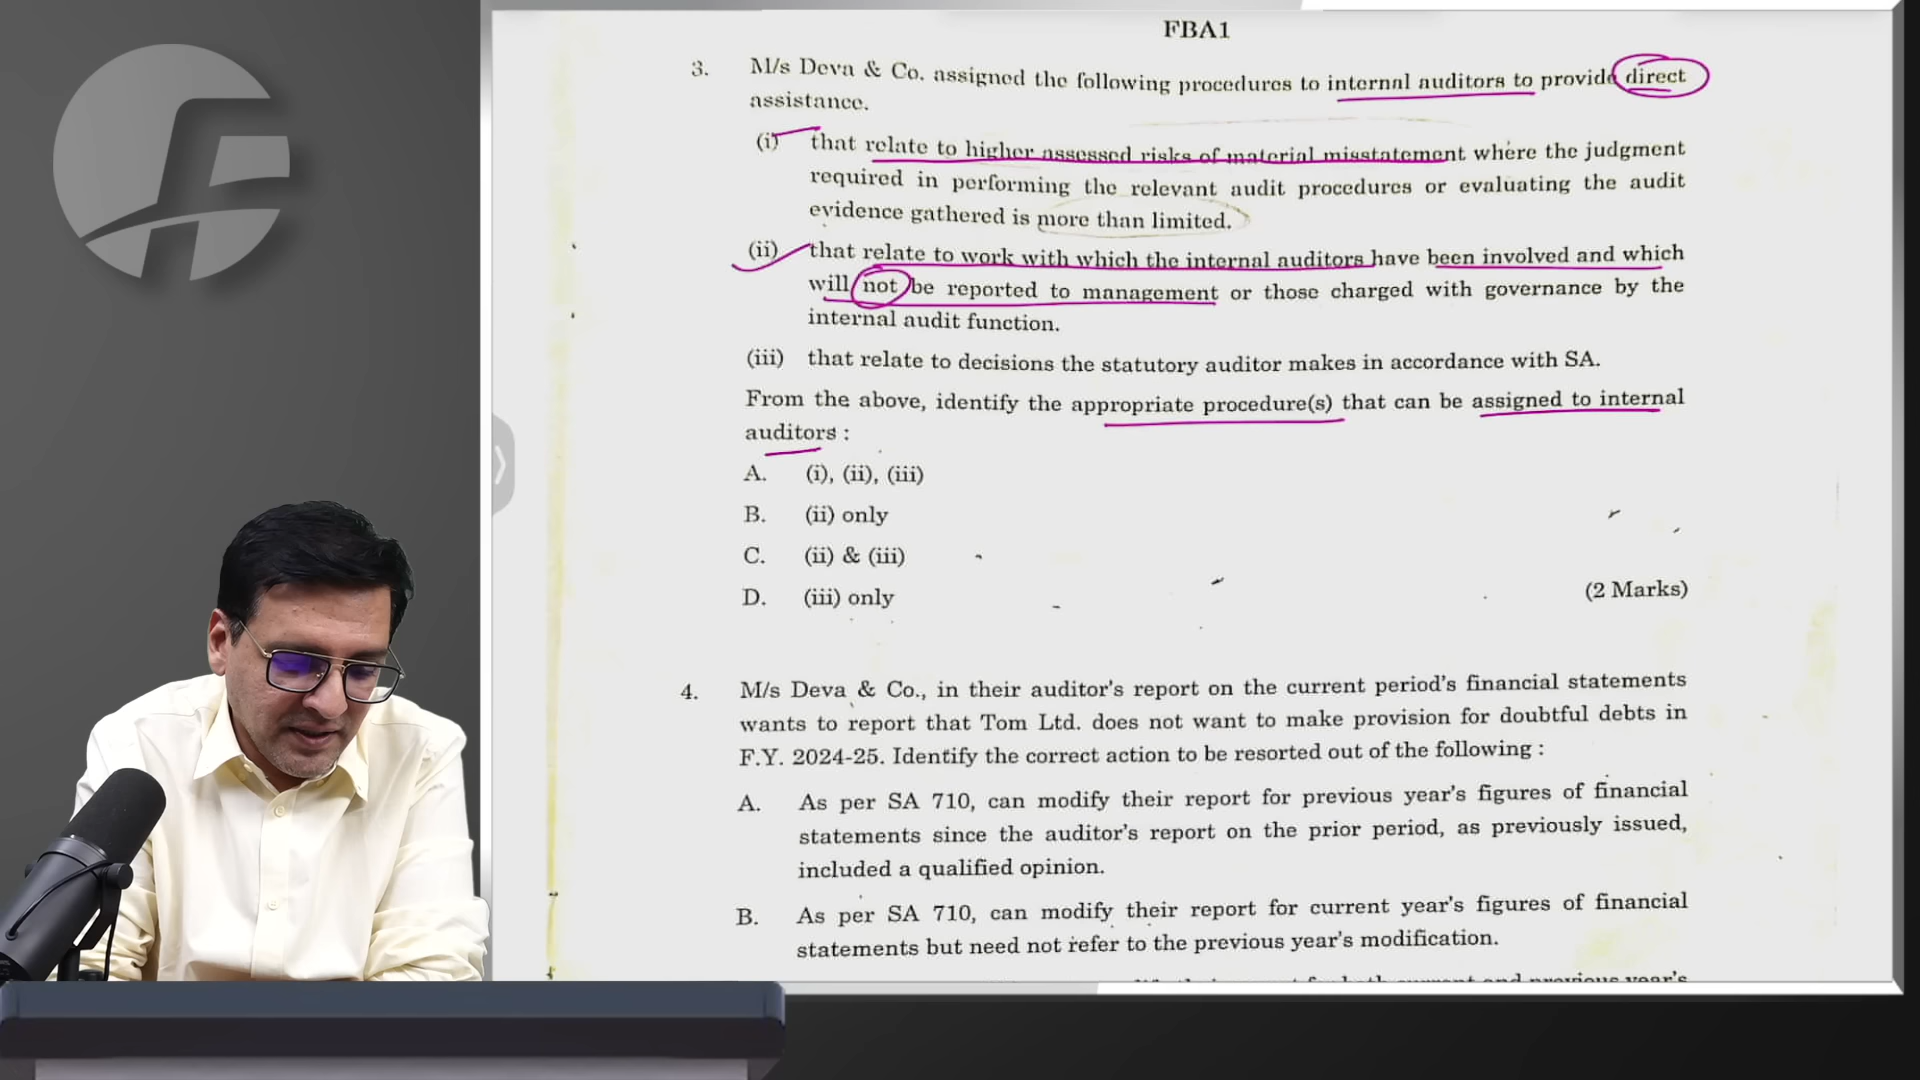 FBA1
3. M/s Deva & Co. assigned the following procedures to internal auditors to provide direct
assistance.
(i) that relate to higher assessed risks of material misstatement where the judgment
required in performing the relevant audit procedures or evaluating the audit
evidence gathered is more than limited.
(ii) that relate to work with which the internal auditors have been involved and which
will not be reported to management or those charged with governance by the
internal audit function.
(iii) that relate to decisions the statutory auditor makes in accordance with SA.
From the above, identify the appropriate procedure(s) that can be assigned to internal
auditors :
A. (i), (ii), (iii)
B. (ii) only
C. (ii) & (iii)
D. (iii) only
(2 Marks)
4. M/s Deva & Co., in their auditor's report on the current period's financial statements
wants to report that Tom Ltd. does not want to make provision for doubtful debts in
F.Y. 2024-25. Identify the correct action to be resorted out of the following :
A. As per SA 710, can modify their report for previous year's figures of financial
statements since the auditor's report on the prior period, as previously issued,
included a qualified opinion.
B. As per SA 710, can modify their report for current year's figures of financial
statements but need not refer to the previous year's modification.